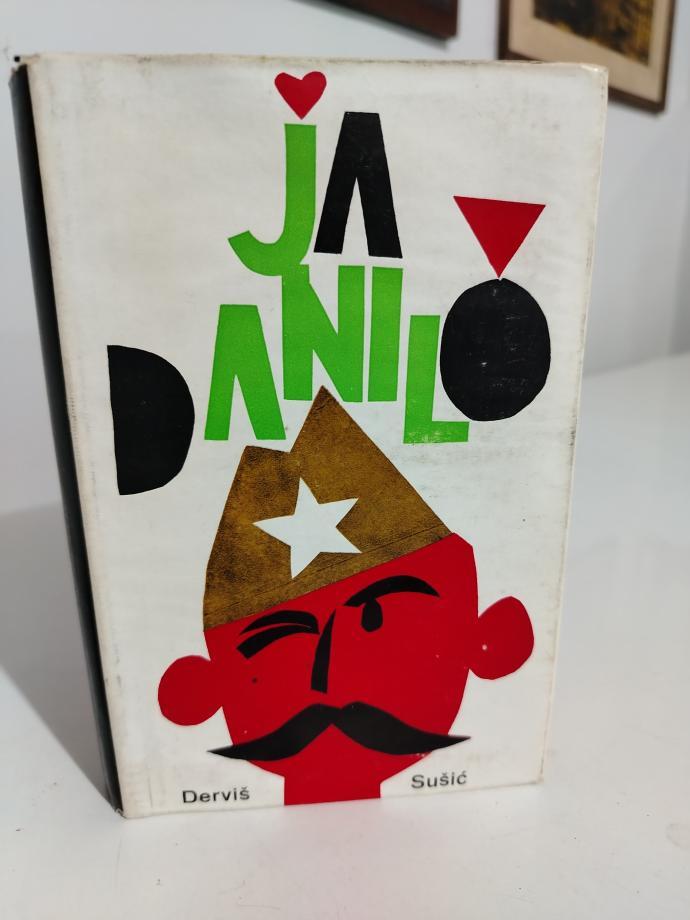 JA
DANILO
Derviš Sušić